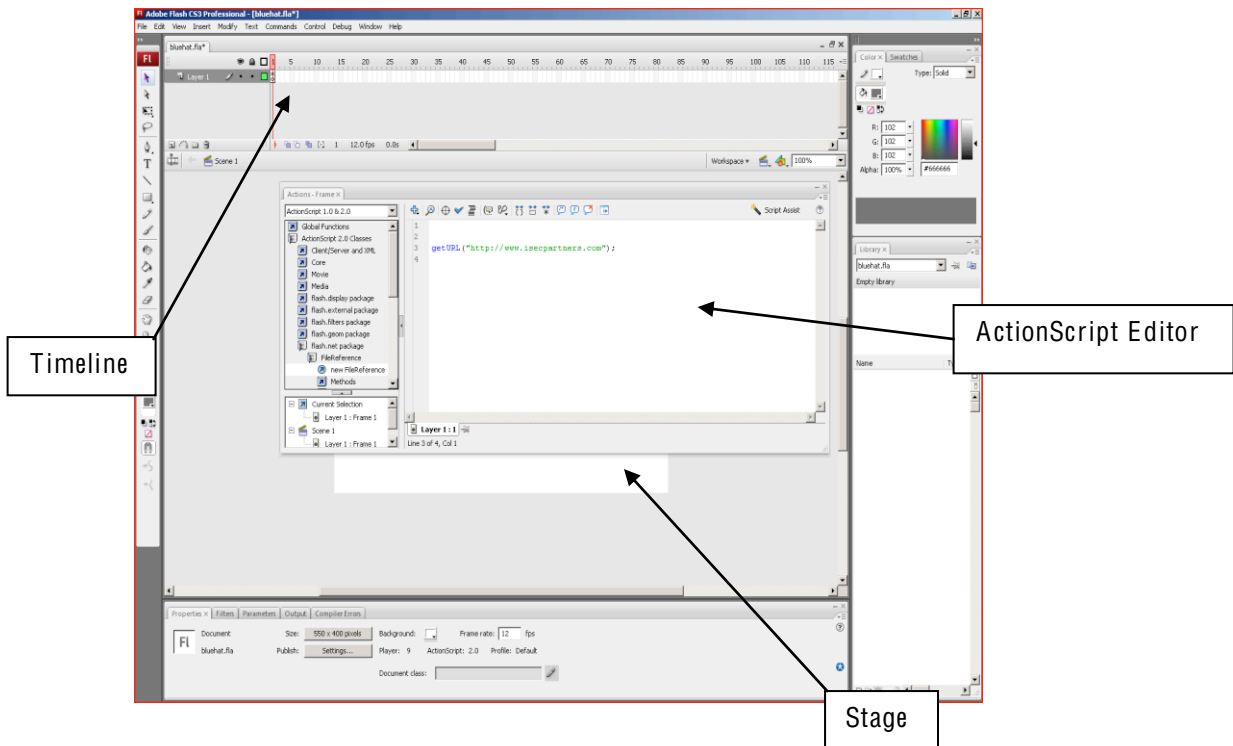 Adobe Flash CS3 Professional - [bluehat.fla*]
File Edit View Insert Modify Text Commands Control Debug Window Help
bluehat.fla*
1 5 10 15 20 25 30 35 40 45 50 55 60 65 70 75 80 85 90 95 100 105 110 115
Layer 1
1 12.0 fps 0.0s
Scene 1
Workspace
100%
Actions - Frame
ActionScript 1.0 & 2.0
Script Assist
Global Functions
ActionScript 2.0 Classes
Client/Server and XML
Core
Movie
Media
flash.display package
flash.external package
flash.filters package
flash.geom package
flash.net package
FileReference
new FileReference
Methods
Current Selection
Layer 1 : Frame 1
Scene 1
Layer 1 : Frame 1
1
2
3 getURL("http://www.isecpartners.com");
4
Layer 1 : 1
Line 3 of 4, Col 1
Fl
Color Swatches
Type: Solid
R: 102
G: 102
B: 102
Alpha: 100%
#666666
Library
bluehat.fla
Empty library
Name
Timeline
ActionScript Editor
Stage
Properties Filters Parameters Output Compiler Errors
Fl
Document
bluehat.fla
Size: 550 x 400 pixels
Background:
Frame rate: 12 fps
Publish: Settings...
Player: 9
ActionScript: 2.0
Profile: Default
Document class: